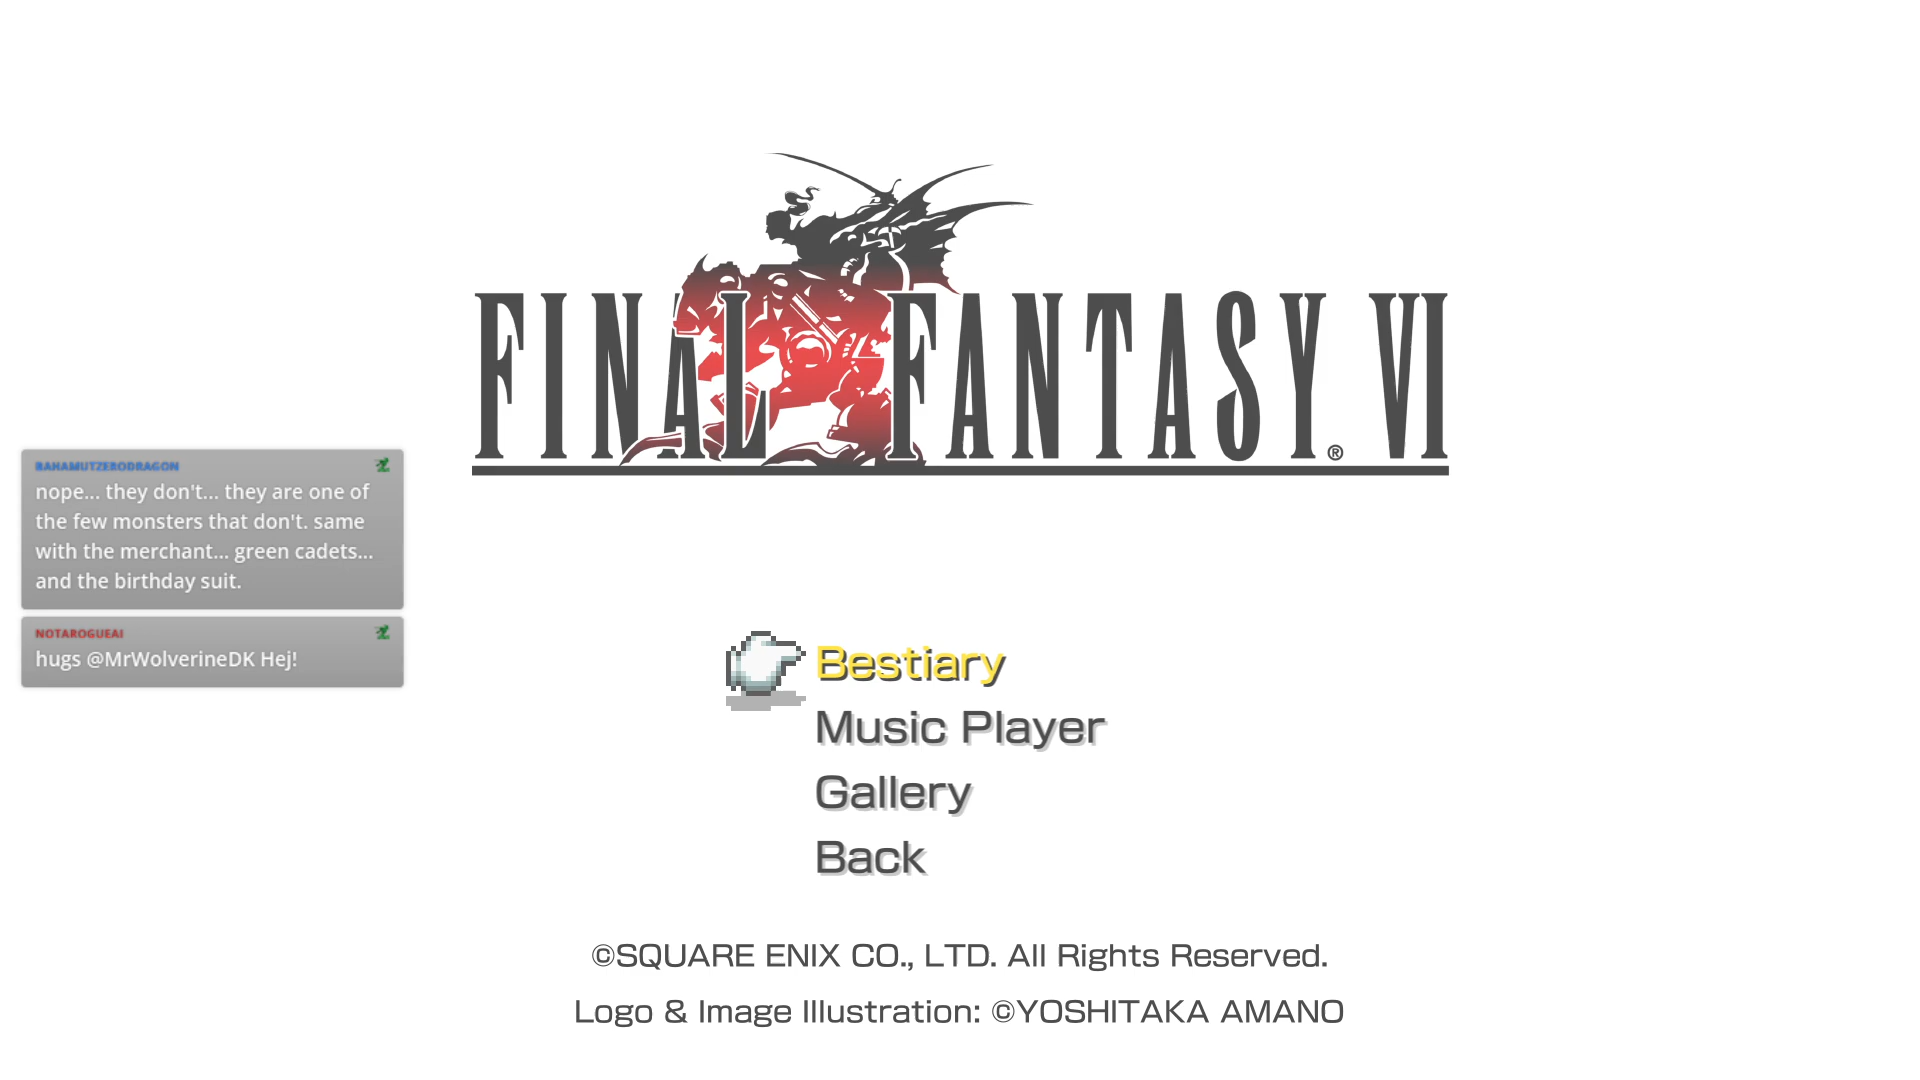 FINAL FANTASY VI®
BAHAMUTZERODRAGON
nope... they don't... they are one of
the few monsters that don't. same
with the merchant... green cadets...
and the birthday suit.
NOTAROGUEAI
hugs @MrWolverineDK Hej!
Bestiary
Music Player
Gallery
Back
©SQUARE ENIX CO., LTD. All Rights Reserved.
Logo & Image Illustration: ©YOSHITAKA AMANO